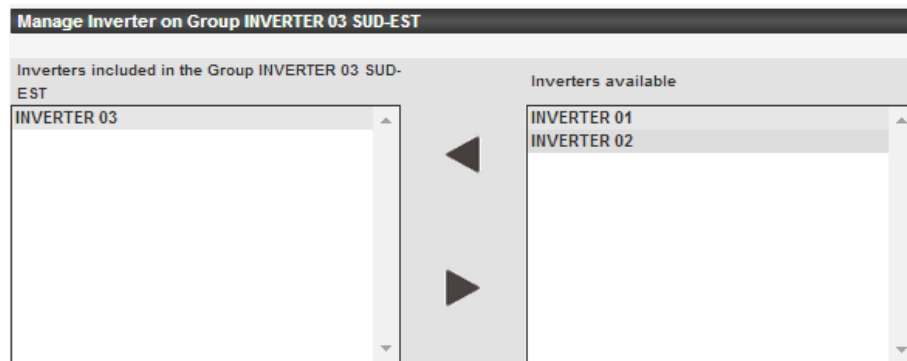 Manage Inverter on Group INVERTER 03 SUD-EST
Inverters included in the Group INVERTER 03 SUD-
EST
INVERTER 03
Inverters available
INVERTER 01
INVERTER 02